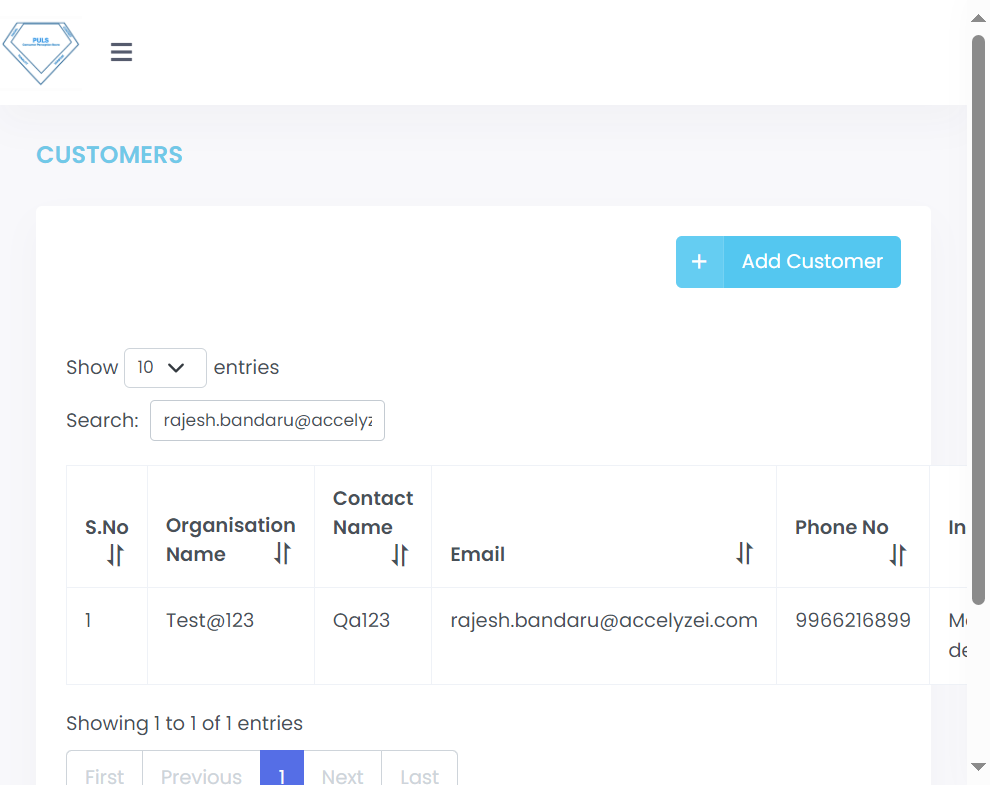 PULS
CUSTOMERS
+ Add Customer
Show 10 entries
Search: rajesh.bandaru@accelyz
S.No Organisation Name Contact Name Email Phone No In
1 Test@123 Qa123 rajesh.bandaru@accelyzei.com 9966216899
de
Showing 1 to 1 of 1 entries
First Previous 1 Next Last